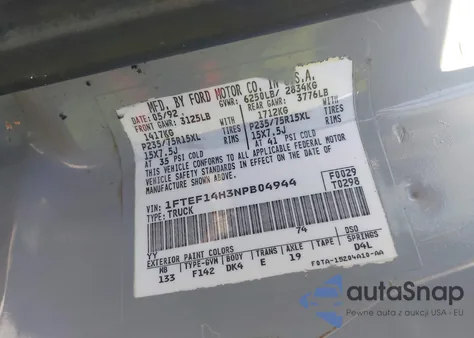 MFD. BY FORD MOTOR CO. IN U.S.A.
DATE: 05/92 GVWR: 6250LB/ 2834KG
FRONT GAWR: 3125LB REAR GAWR: 3776LB
1417KG WITH 1712KG WITH
P235/75R15XL TIRES P235/75R15XL TIRES
15X7.5J RIMS 15X7.5J RIMS
AT 35 PSI COLD AT 41 PSI COLD
THIS VEHICLE CONFORMS TO ALL APPLICABLE FEDERAL MOTOR
VEHICLE SAFETY STANDARDS IN EFFECT ON THE DATE OF
MANUFACTURE SHOWN ABOVE.
VIN: 1FTEF14H3NPB04944 F0029
TYPE: TRUCK T0298
YY 74
EXTERIOR PAINT COLORS DSO
WB TYPE-GVW BODY TRANS AXLE TAPE SPRINGS
133 F142 DK4 E 19 D4L
F0TA-15204A10-AA
autaSnap
Pewne auta z aukcji USA - EU